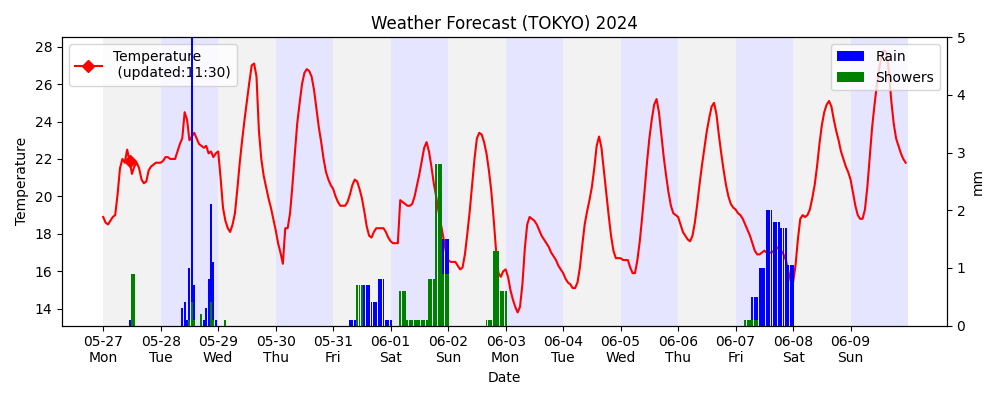 Weather Forecast (TOKYO) 2024
Temperature
(updated:11:30)
Rain
Showers
28
26
24
22
20
18
16
14
Temperature
5
4
3
2
1
0
mm
05-27 05-28 05-29 05-30 05-31 06-01 06-02 06-03 06-04 06-05 06-06 06-07 06-08 06-09
Mon Tue Wed Thu Fri Sat Sun Mon Tue Wed Thu Fri Sat Sun
Date